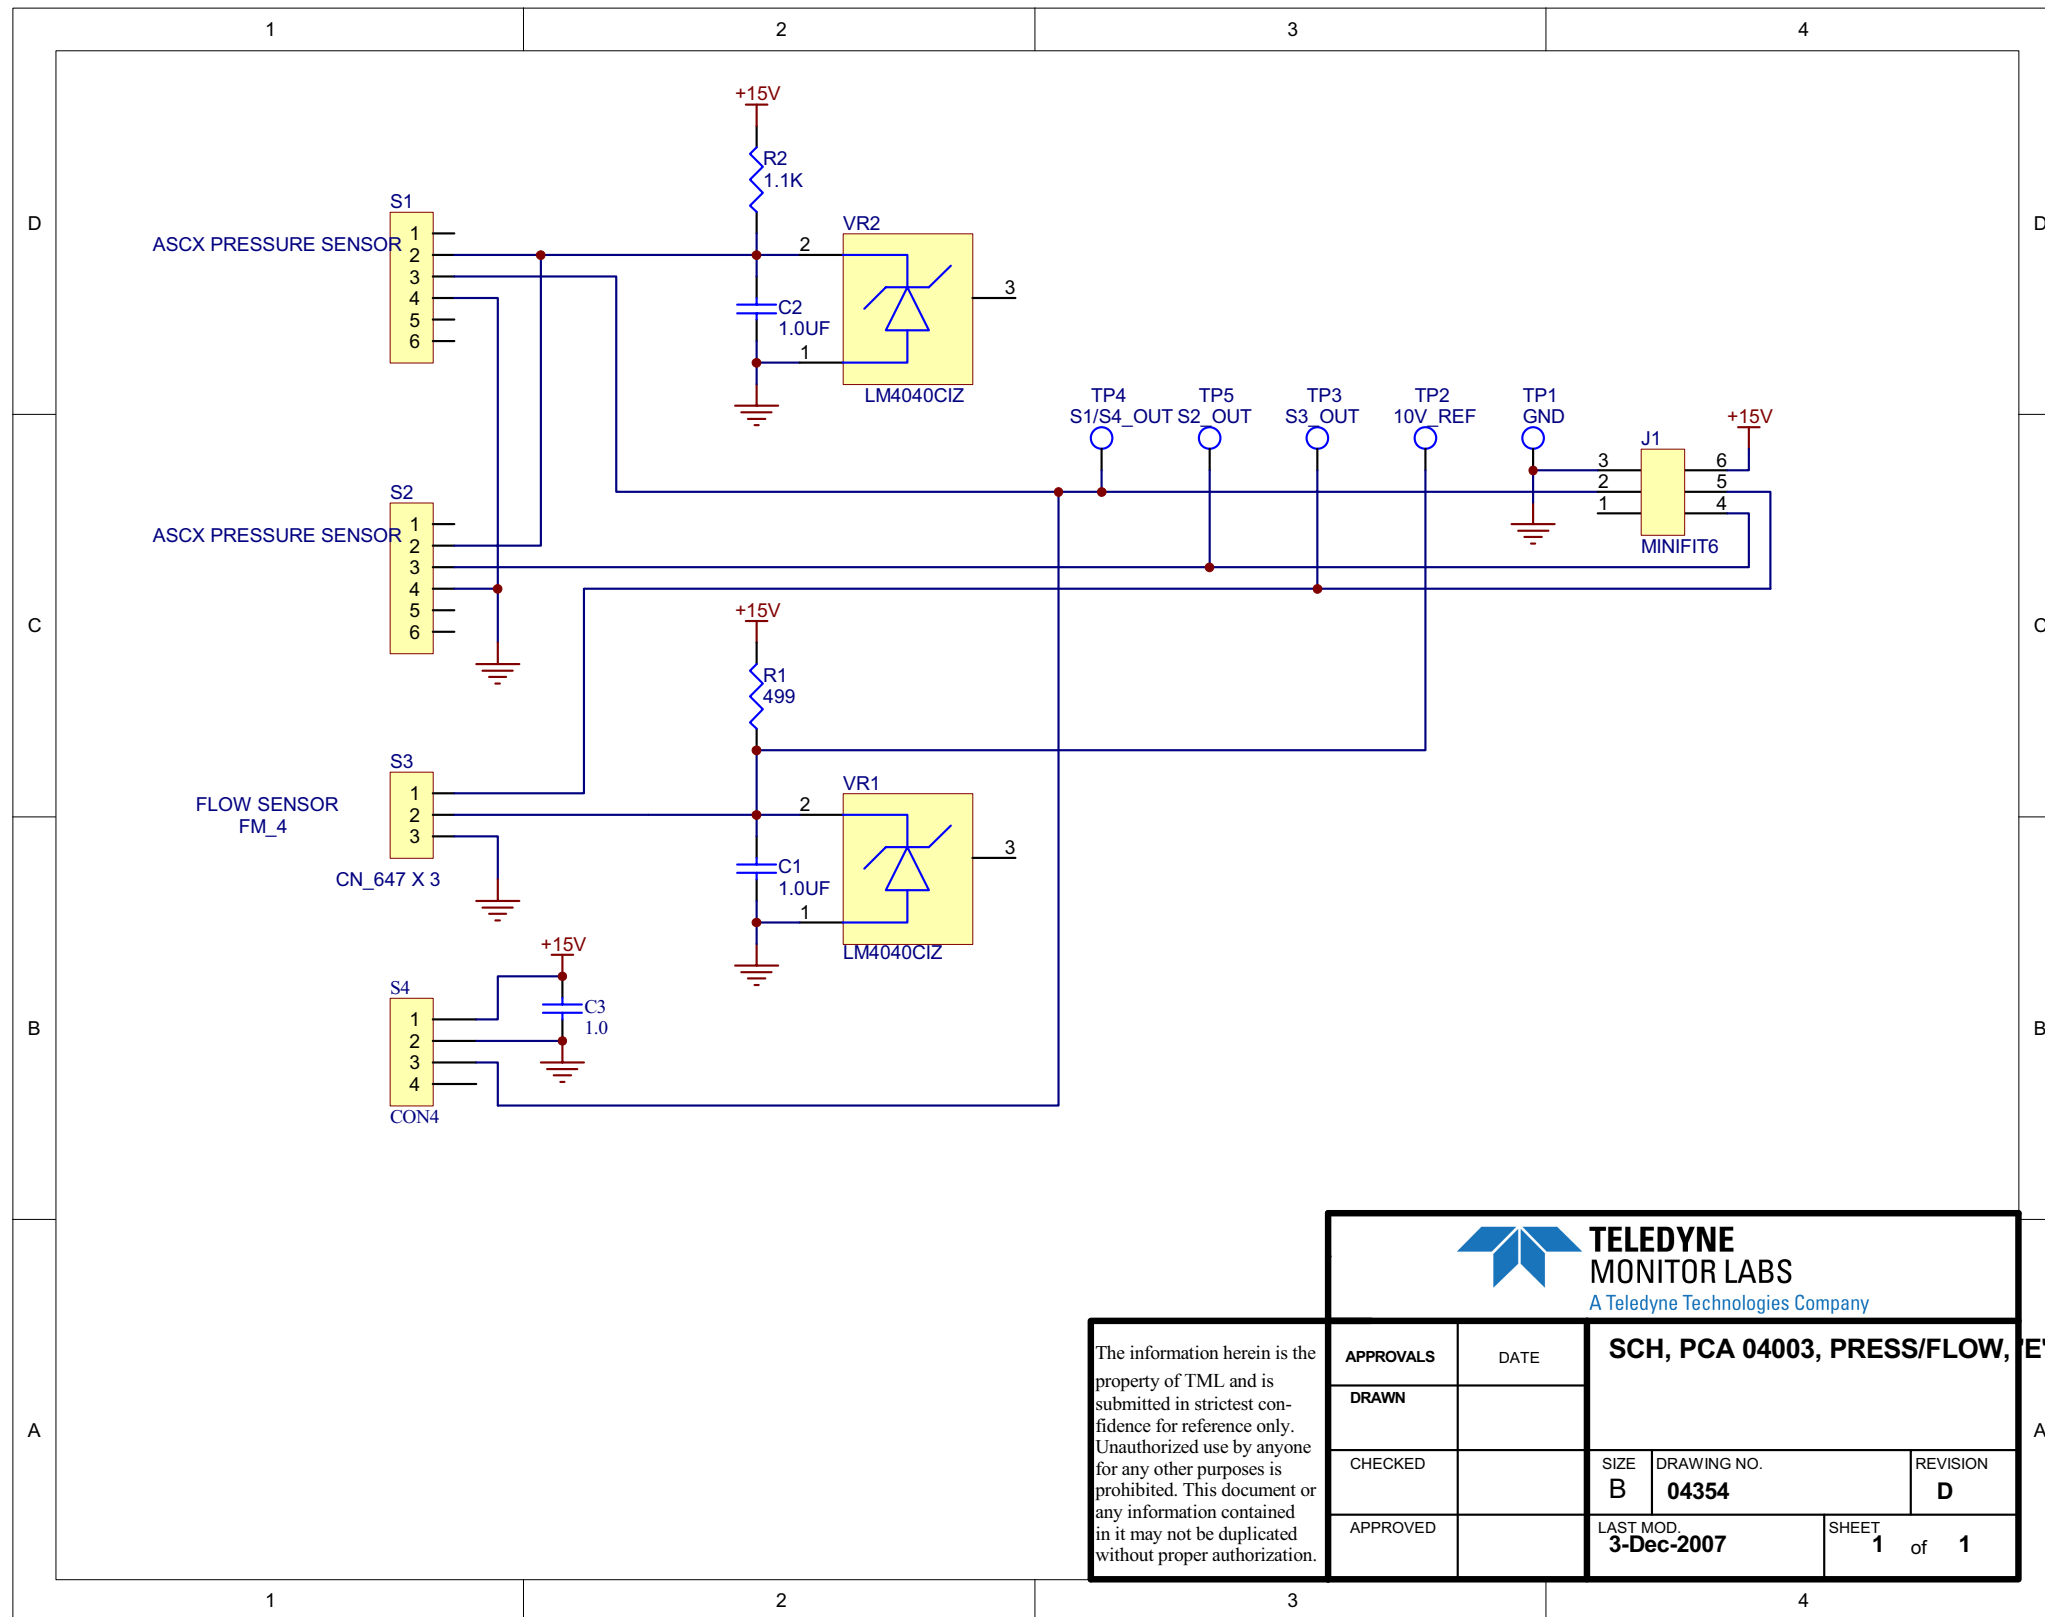 1 2 3 4
+15V
R2
1.1K
S1
ASCX PRESSURE SENSOR
1
2
3
4
5
6
VR2
2
3
1
C2
1.0UF
LM4040CIZ
D D
TP4 TP5 TP3 TP2 TP1
S1/S4_OUT S2_OUT S3_OUT 10V_REF GND
+15V
J1
3 6
2 5
1 4
MINIFIT6
S2
ASCX PRESSURE SENSOR
1
2
3
4
5
6
C C
+15V
R1
499
S3
FLOW SENSOR
FM_4
1
2
3
CN_647 X 3
VR1
2
3
1
C1
1.0UF
LM4040CIZ
+15V
S4
C3
1.0
1
2
3
4
CON4
B B
TELEDYNE
MONITOR LABS
A Teledyne Technologies Company
The information herein is the
property of TML and is
submitted in strictest con-
fidence for reference only.
Unauthorized use by anyone
for any other purposes is
prohibited. This document or
any information contained
in it may not be duplicated
without proper authorization.
APPROVALS DATE
DRAWN
CHECKED
APPROVED
SCH, PCA 04003, PRESS/FLOW, 'E'
SIZE DRAWING NO. REVISION
B 04354 D
LAST MOD. SHEET
3-Dec-2007 1 of 1
A A
1 2 3 4